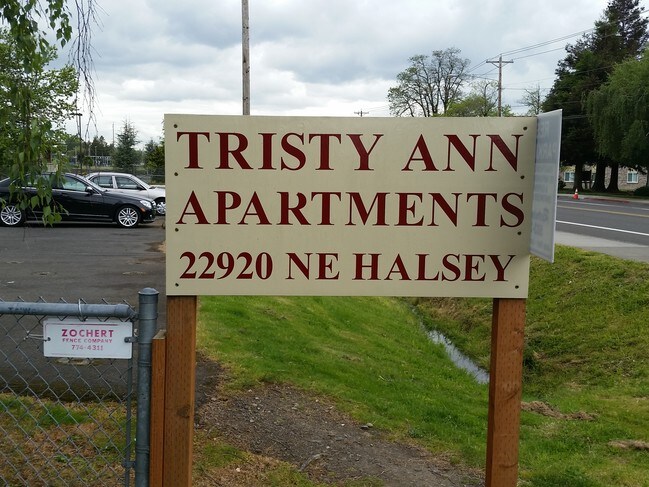 TRISTY ANN
APARTMENTS
22920 NE HALSEY
ZOCHERT
FENCE COMPANY
774-4311